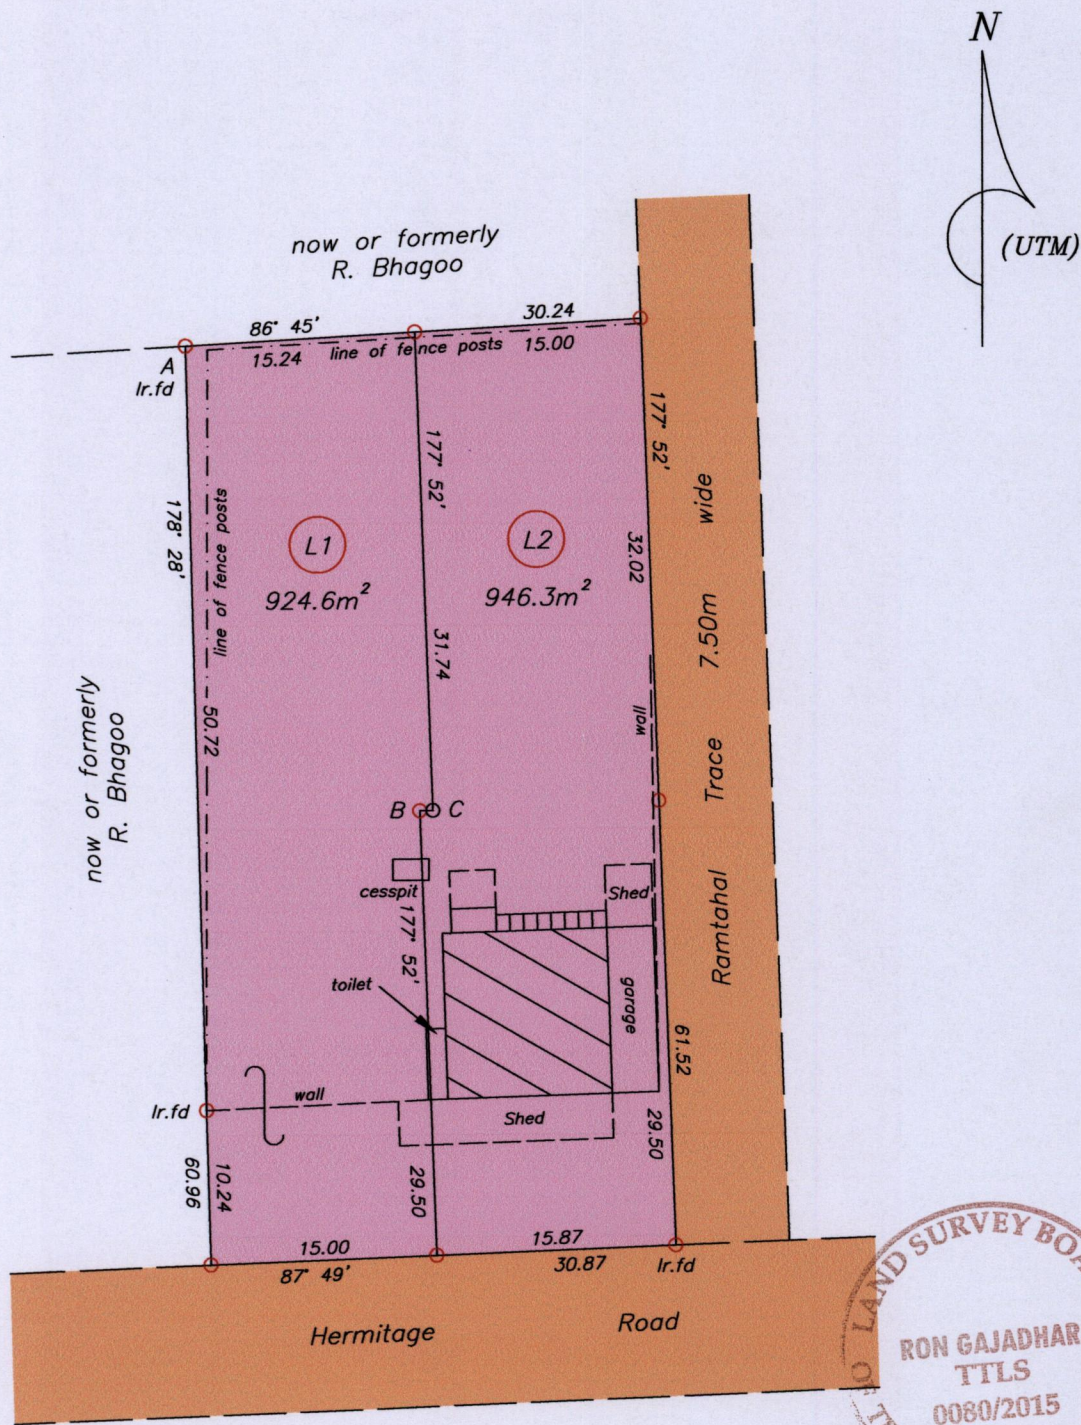 N
(UTM)
now or formerly
R. Bhagoo
30.24
86° 45'
15.24
line of fence posts
15.00
A
Ir.fd
177° 52'
177° 52'
178° 28'
line of fence posts
L1
924.6m²
L2
946.3m²
32.02
31.74
50.72
wall
Ramtahal Trace 7.50m wide
now or formerly
R. Bhagoo
B
C
cesspit
177° 52'
Shed
toilet
garage
61.52
Ir.fd
wall
Shed
29.50
60.96
10.24
29.50
15.00
15.87
87° 49'
30.87
Ir.fd
Hermitage Road
LAND SURVEY BOA
RON GAJADHAR
TTLS
0080/2015